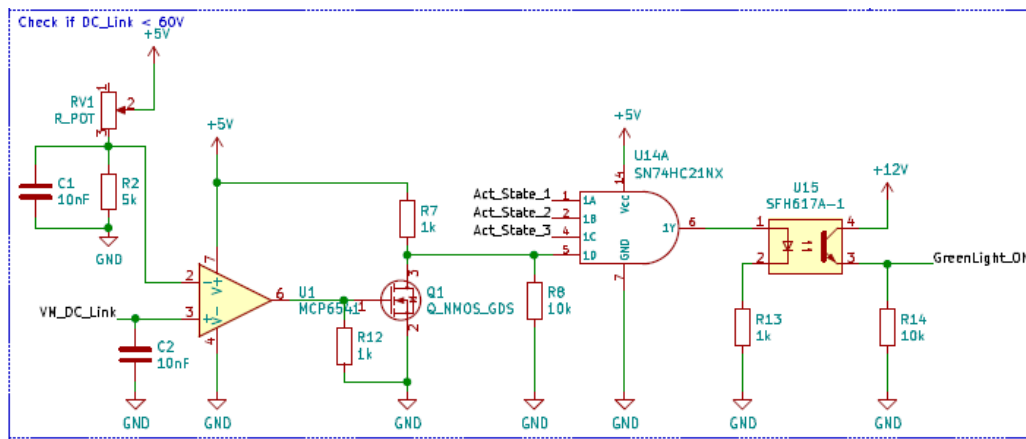 Check if DC_Link < 60V
+5V
RV1
R_POT
1
2
3
C1
10nF
R2
5k
GND
+5V
VN_DC_Link
C2
10nF
GND
2
3
7
V+
V-
4
6
U1
MCP6541
GND
R7
1k
1
3
2
Q1
Q_NMOS_GDS
R12
1k
GND
R8
10k
GND
+5V
U14A
SN74HC21NX
Act_State_1
Act_State_2
Act_State_3
1
2
4
5
1A
1B
1C
1D
14
Vcc
GND
7
1Y
6
GND
U15
SFH617A-1
1
2
4
3
+12V
GreenLight_ON
R13
1k
GND
R14
10k
GND